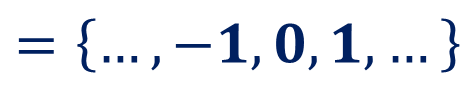 = {… , −1, 0, 1, … }